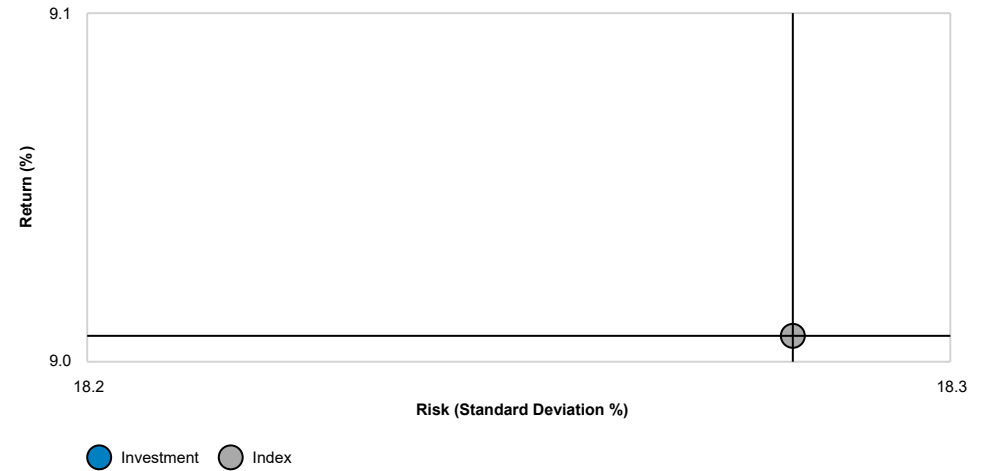 9.1
Return (%)
9.0
18.2
18.3
Risk (Standard Deviation %)
Investment
Index